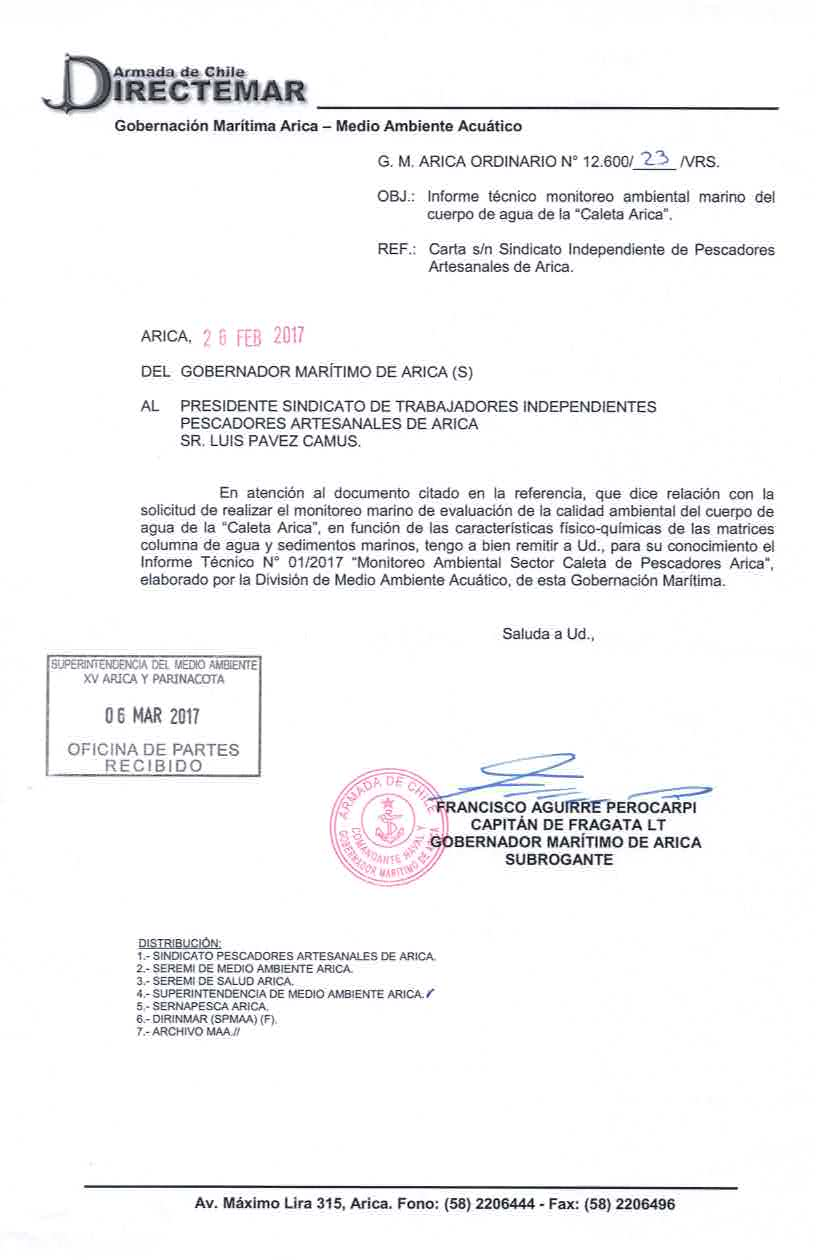 Armada de Chile
DIRECTEMAR
Gobernación Marítima Arica – Medio Ambiente Acuático
G. M. ARICA ORDINARIO N° 12.600/ 23 /VRS.
OBJ.: Informe técnico monitoreo ambiental marino del
cuerpo de agua de la "Caleta Arica".
REF.: Carta s/n Sindicato Independiente de Pescadores
Artesanales de Arica.
ARICA, 26 FEB 2017
DEL GOBERNADOR MARÍTIMO DE ARICA (S)
AL PRESIDENTE SINDICATO DE TRABAJADORES INDEPENDIENTES
PESCADORES ARTESANALES DE ARICA
SR. LUIS PAVEZ CAMUS.
En atención al documento citado en la referencia, que dice relación con la
solicitud de realizar el monitoreo marino de evaluación de la calidad ambiental del cuerpo de
agua de la "Caleta Arica", en función de las características físico-químicas de las matrices
columna de agua y sedimentos marinos, tengo a bien remitir a Ud., para su conocimiento el
Informe Técnico N° 01/2017 "Monitoreo Ambiental Sector Caleta de Pescadores Arica",
elaborado por la División de Medio Ambiente Acuático, de esta Gobernación Marítima.
Saluda a Ud.,
SUPERINTENDENCIA DEL MEDIO AMBIENTE
XV ARICA Y PARINACOTA
06 MAR 2017
OFICINA DE PARTES
RECIBIDO
ARMADA DE CHILE
COMANDANTE NAVAL Y
GOBERNADOR MARITIMO DE ARICA
FRANCISCO AGUIRRE PEROCARPI
CAPITÁN DE FRAGATA LT
GOBERNADOR MARÍTIMO DE ARICA
SUBROGANTE
DISTRIBUCIÓN:
1.- SINDICATO PESCADORES ARTESANALES DE ARICA.
2.- SEREMI DE MEDIO AMBIENTE ARICA.
3.- SEREMI DE SALUD ARICA.
4.- SUPERINTENDENCIA DE MEDIO AMBIENTE ARICA.
5.- SERNAPESCA ARICA.
6.- DIRINMAR (SPMAA) (F).
7.- ARCHIVO MAA.//
Av. Máximo Lira 315, Arica. Fono: (58) 2206444 - Fax: (58) 2206496